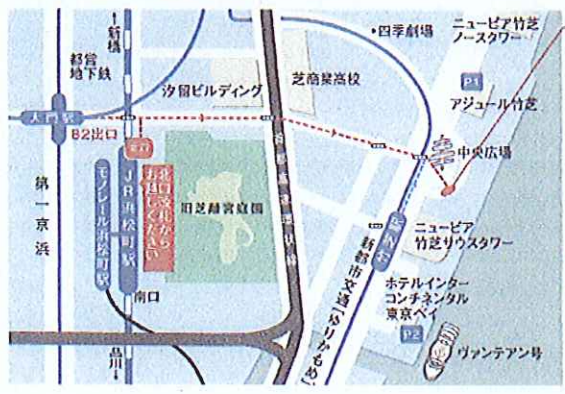 ←新橋
都営
地下鉄
大門駅
B2出口
第一京浜
モノレール浜松町駅
JR浜松町駅
北口
北口改札から
お越しください
南口
品川→
汐留ビルディング
芝商業高校
旧芝離宮庭園
首都高速環状線
・四季劇場
ニューピア竹芝
ノースタワー
P1
アジュール竹芝
中央広場
竹芝駅
ニューピア
竹芝サウスタワー
新都市交通「ゆりかもめ」
ホテルインター
コンチネンタル
東京ベイ
P2
ヴァンテアン号